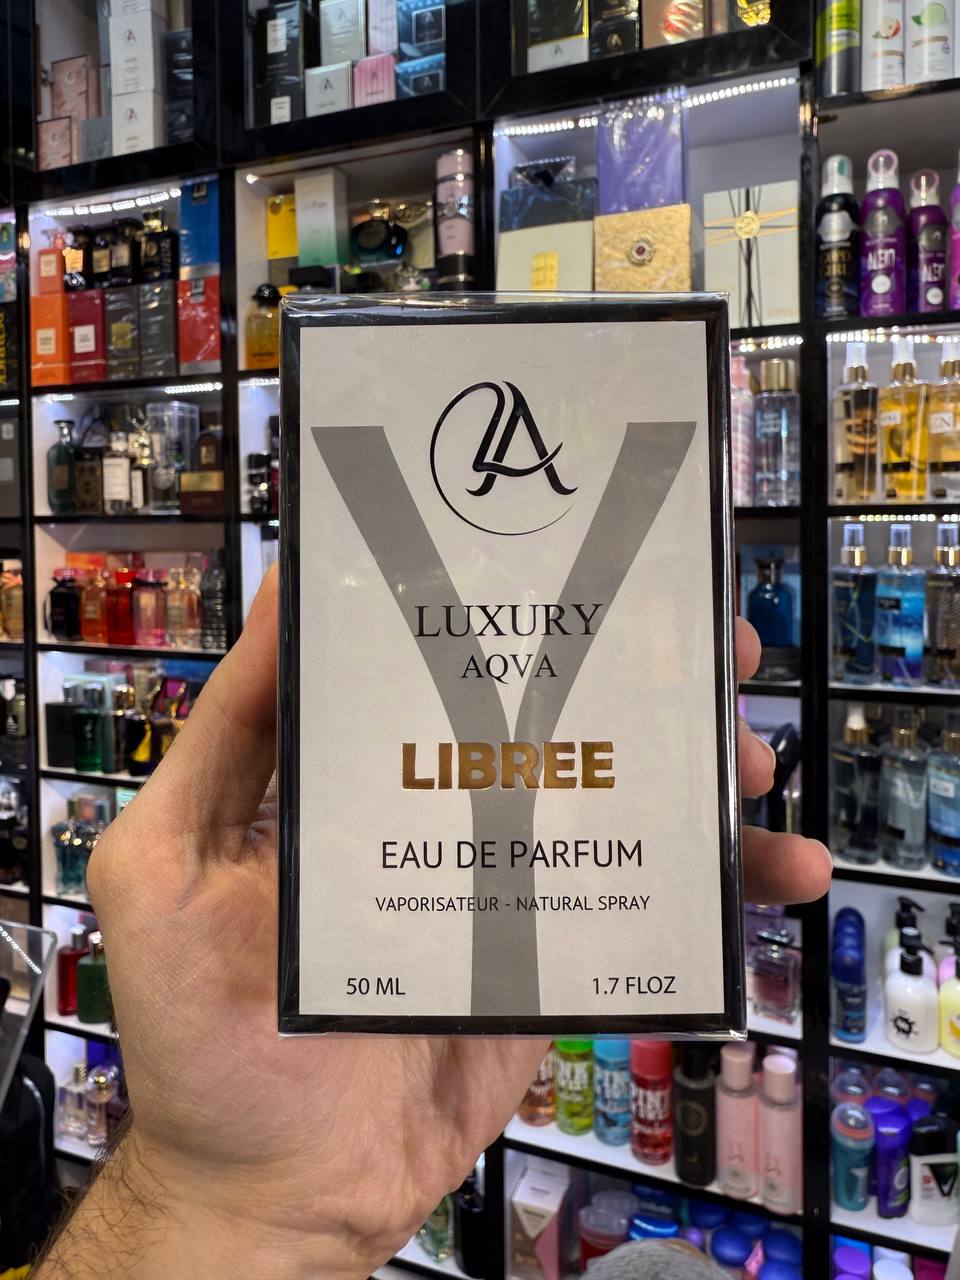 LA
LUXURY
AQVA
LIBREE
EAU DE PARFUM
VAPORISATEUR - NATURAL SPRAY
50 ML
1.7 FLOZ